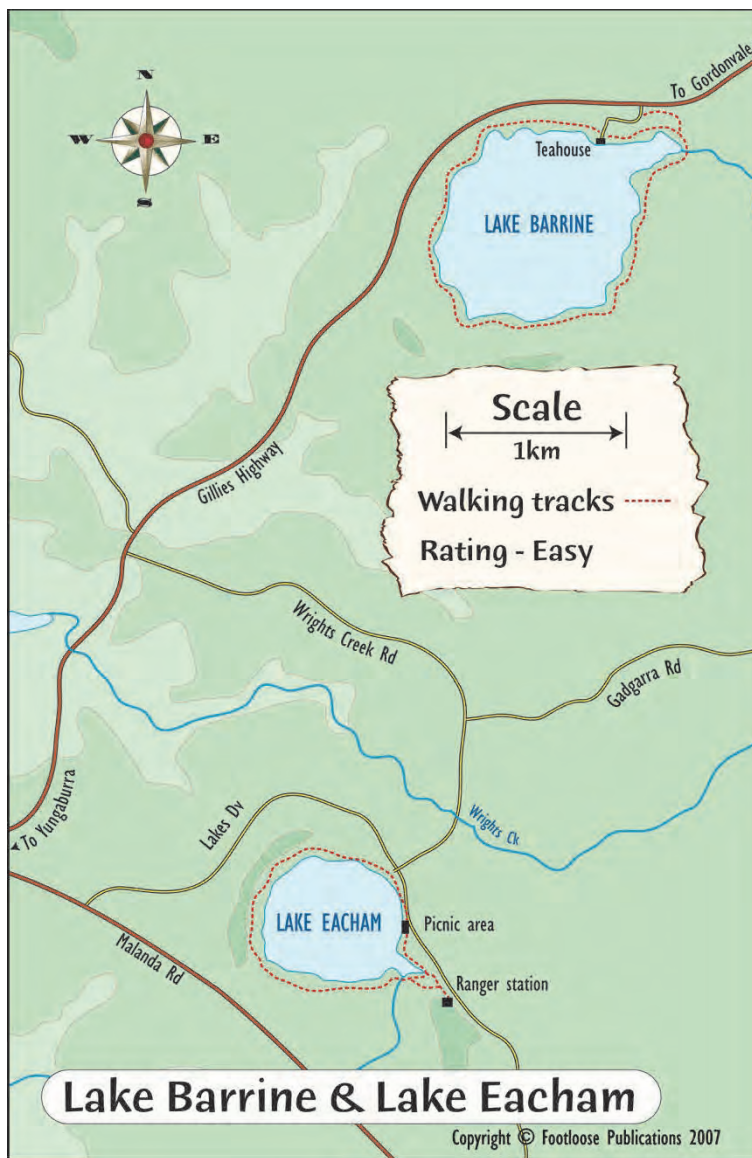 N
W
E
S
To Gordonvale
Teahouse
LAKE BARRINE
Scale
1km
Walking tracks
Rating - Easy
Gillies Highway
Wrights Creek Rd
Gadgarra Rd
To Yungaburra
Lakes Dv
Wrights Ck
LAKE EACHAM
Picnic area
Malanda Rd
Ranger station
Lake Barrine & Lake Eacham
Copyright © Footloose Publications 2007